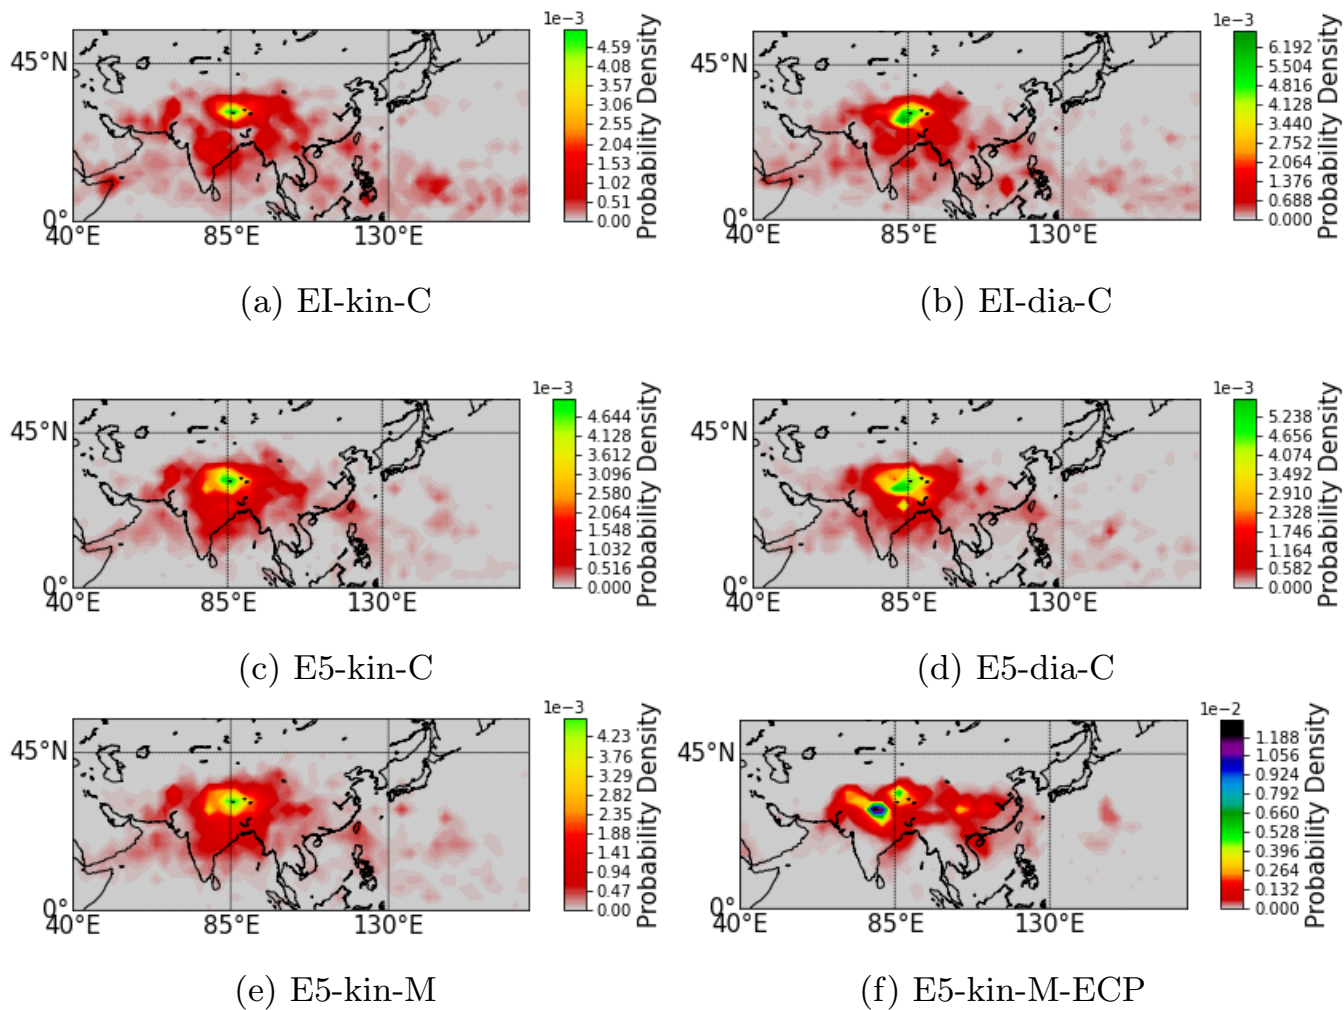 1e−3
45°N
0°
40°E 85°E 130°E
4.59
4.08
3.57
3.06
2.55
2.04
1.53
1.02
0.51
0.00
Probability Density
(a) EI-kin-C
1e−3
45°N
0°
40°E 85°E 130°E
6.192
5.504
4.816
4.128
3.440
2.752
2.064
1.376
0.688
0.000
Probability Density
(b) EI-dia-C
1e−3
45°N
0°
40°E 85°E 130°E
4.644
4.128
3.612
3.096
2.580
2.064
1.548
1.032
0.516
0.000
Probability Density
(c) E5-kin-C
1e−3
45°N
0°
40°E 85°E 130°E
5.238
4.656
4.074
3.492
2.910
2.328
1.746
1.164
0.582
0.000
Probability Density
(d) E5-dia-C
1e−3
45°N
0°
40°E 85°E 130°E
4.23
3.76
3.29
2.82
2.35
1.88
1.41
0.94
0.47
0.00
Probability Density
(e) E5-kin-M
1e−2
45°N
0°
40°E 85°E 130°E
1.188
1.056
0.924
0.792
0.660
0.528
0.396
0.264
0.132
0.000
Probability Density
(f) E5-kin-M-ECP